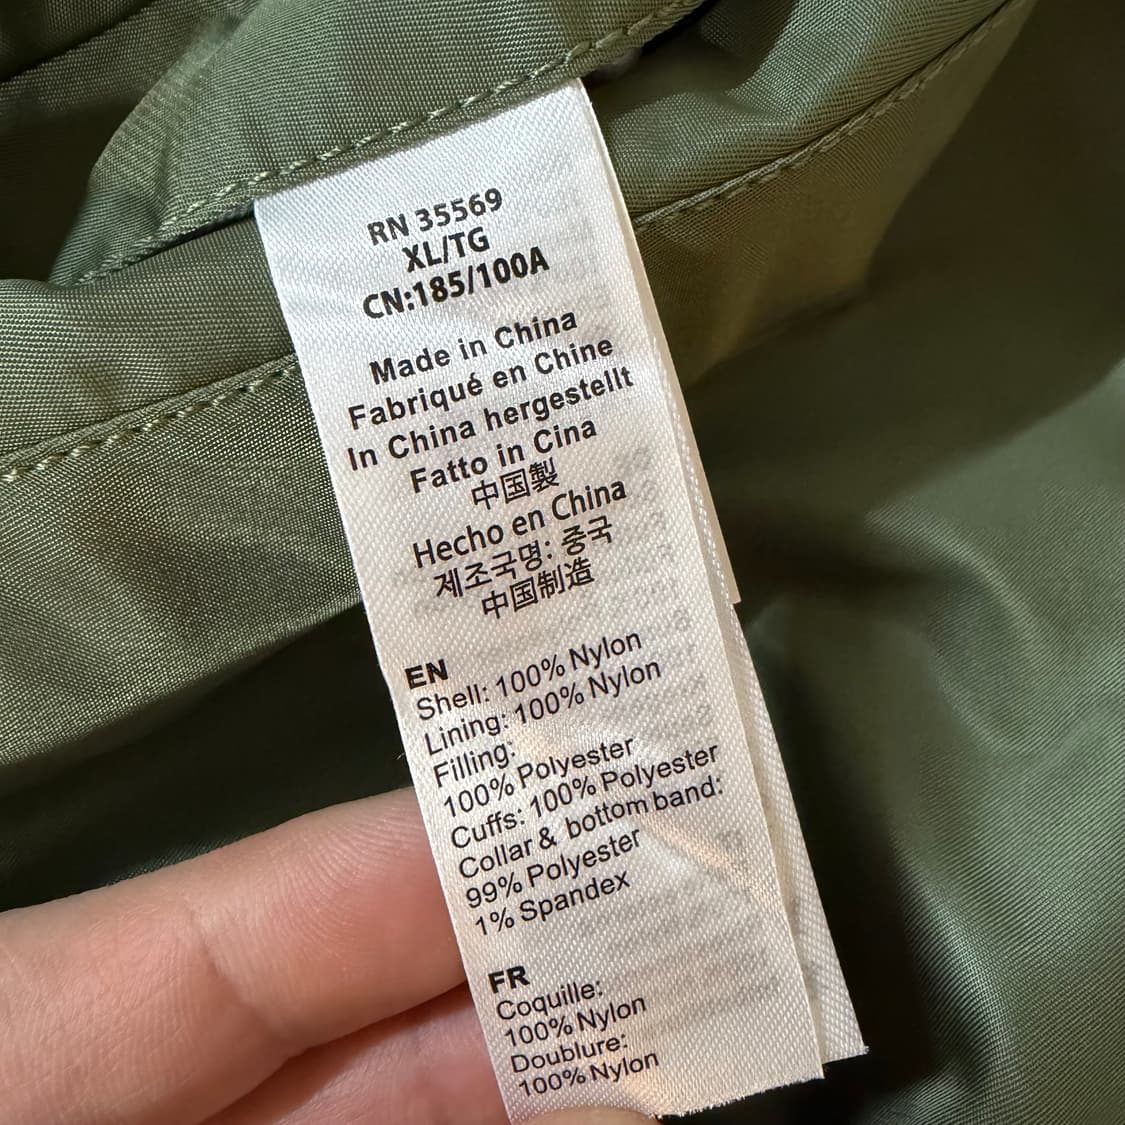 RN 35569
XL/TG
CN:185/100A
Made in China
Fabriqué en Chine
In China hergestellt
Fatto in Cina
中国製
Hecho en China
제조국명: 중국
中国制造
EN
Shell: 100% Nylon
Lining: 100% Nylon
Filling:
100% Polyester
Cuffs: 100% Polyester
Collar & bottom band:
99% Polyester
1% Spandex
FR
Coquille:
100% Nylon
Doublure:
100% Nylon